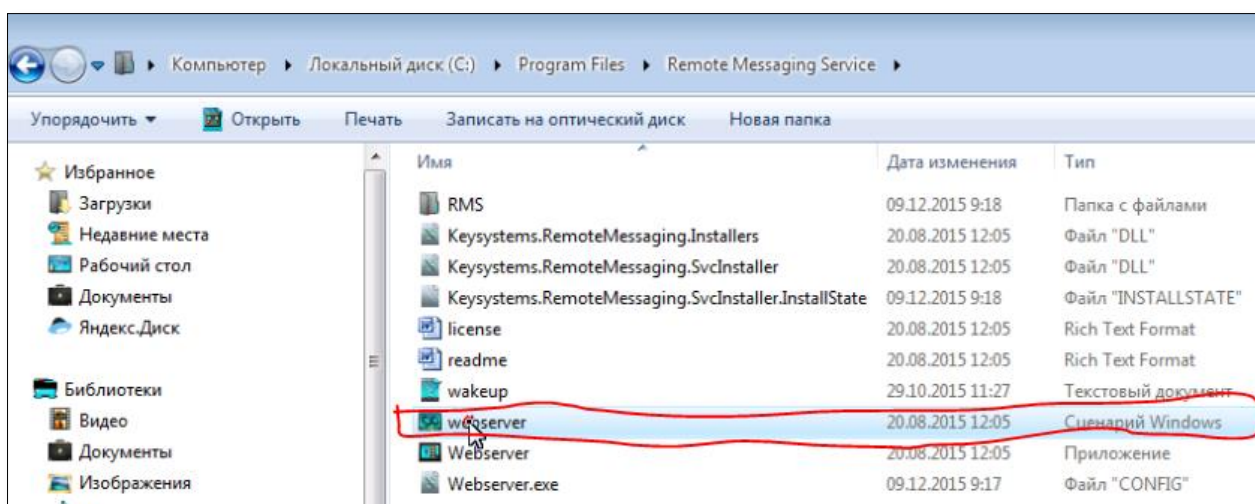 Компьютер Локальный диск (C:) Program Files Remote Messaging Service
Упорядочить Открыть Печать Записать на оптический диск Новая папка
Избранное
Загрузки
Недавние места
Рабочий стол
Документы
Яндекс.Диск
Библиотеки
Видео
Документы
Изображения
Имя Дата изменения Тип
RMS 09.12.2015 9:18 Папка с файлами
Keysystems.RemoteMessaging.Installers 20.08.2015 12:05 Файл "DLL"
Keysystems.RemoteMessaging.SvcInstaller 20.08.2015 12:05 Файл "DLL"
Keysystems.RemoteMessaging.SvcInstaller.InstallState 09.12.2015 9:18 Файл "INSTALLSTATE"
license 20.08.2015 12:05 Rich Text Format
readme 20.08.2015 12:05 Rich Text Format
wakeup 29.10.2015 11:27 Текстовый документ
webserver 20.08.2015 12:05 Сценарий Windows
Webserver 20.08.2015 12:05 Приложение
Webserver.exe 09.12.2015 9:17 Файл "CONFIG"